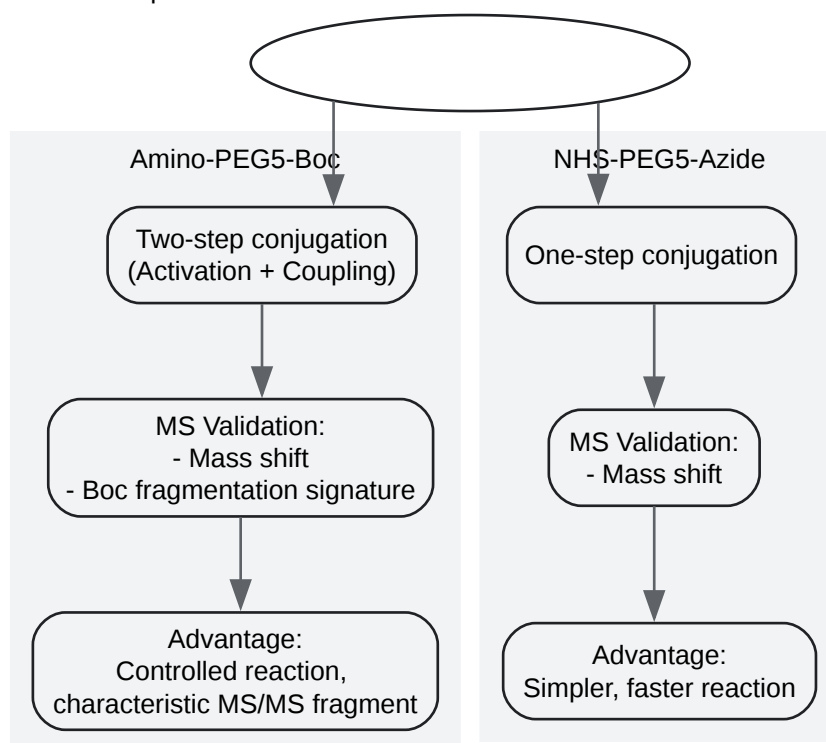 Amino-PEG5-Boc
Two-step conjugation
(Activation + Coupling)
MS Validation:
- Mass shift
- Boc fragmentation signature
Advantage:
Controlled reaction,
characteristic MS/MS fragment
NHS-PEG5-Azide
One-step conjugation
MS Validation:
- Mass shift
Advantage:
Simpler, faster reaction